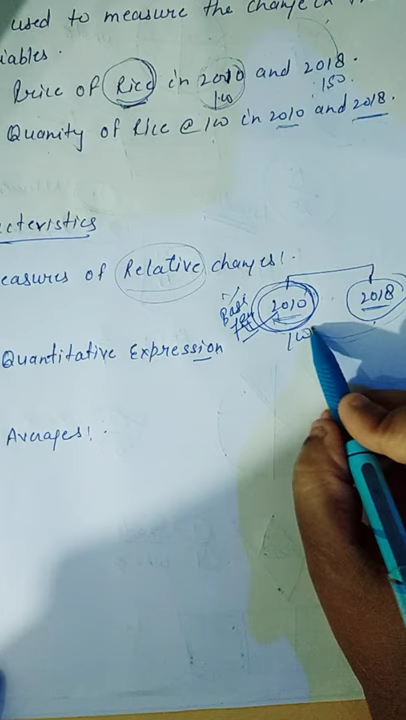 used to measure the change in
iables.
Price of Rice in 2010 and 2018.
100 150.
Quanity of Rice @ 100 in 2010 and 2018.
cteristics
easures of Relative changes!.
Base
year 2010 2018
100
Quantitative Expression
Averages!.